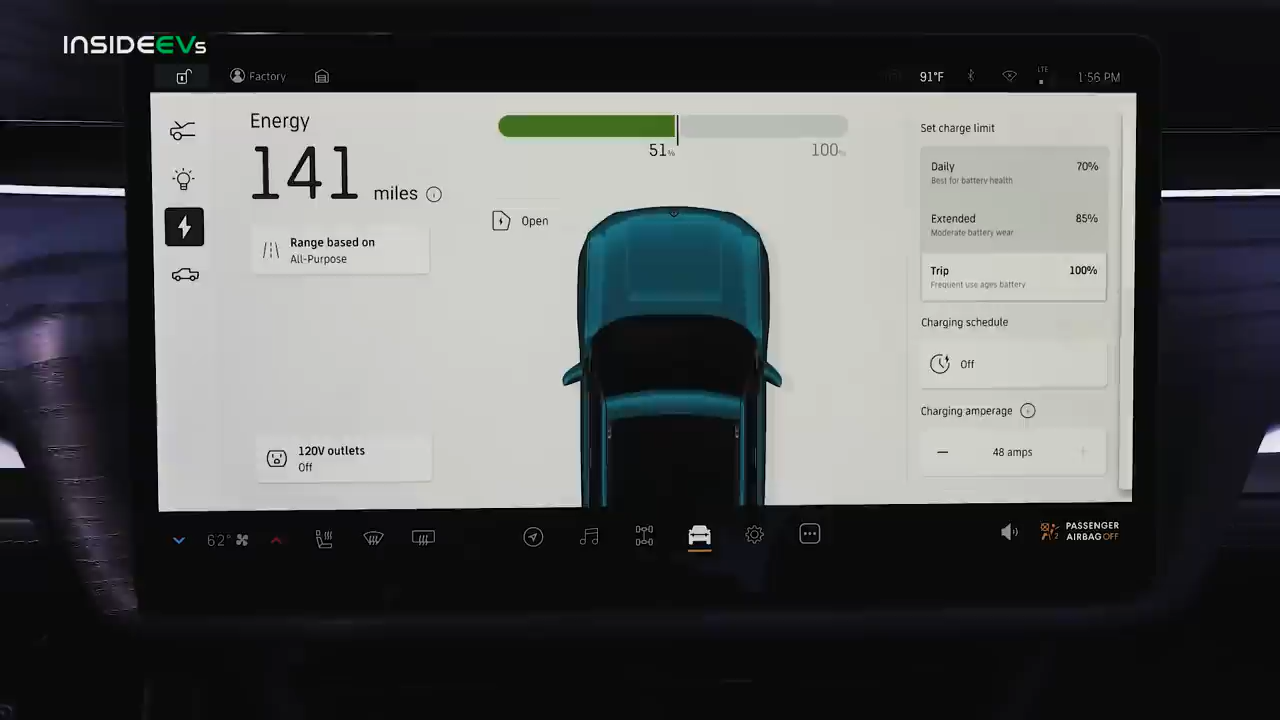 INSIDEEVs
Factory
91°F
LTE
1:56 PM
Energy
141 miles
51%
100%
Open
Range based on
All-Purpose
120V outlets
Off
Set charge limit
Daily 70%
Best for battery health
Extended 85%
Moderate battery wear
Trip 100%
Frequent use ages battery
Charging schedule
Off
Charging amperage
48 amps
62°
PASSENGER
AIRBAG OFF